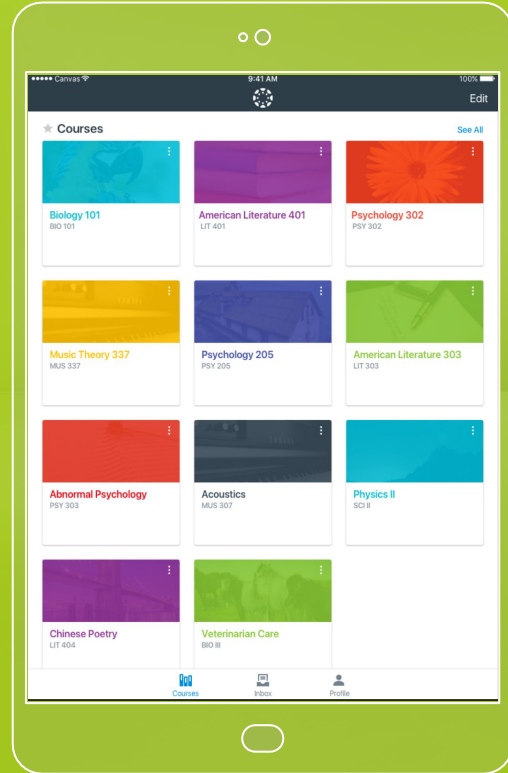 Canvas 9:41 AM 100%
Edit
Courses See All
Biology 101
BIO 101
American Literature 401
LIT 401
Psychology 302
PSY 302
Music Theory 337
MUS 337
Psychology 205
PSY 205
American Literature 303
LIT 303
Abnormal Psychology
PSY 303
Acoustics
MUS 307
Physics II
SCI II
Chinese Poetry
LIT 404
Veterinarian Care
BIO III
Courses Inbox Profile